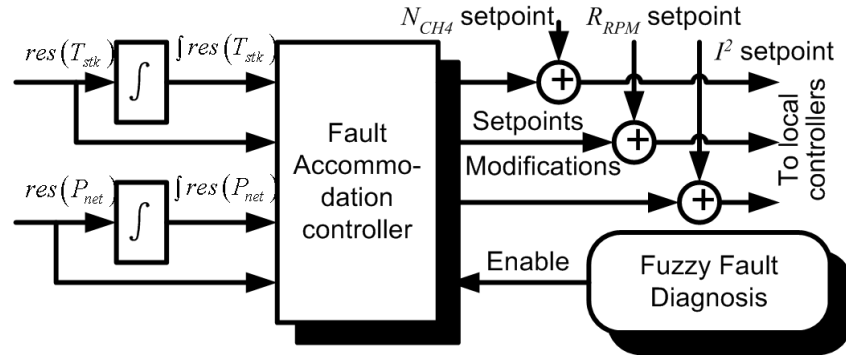 N_CH4 setpoint R_RPM setpoint
I² setpoint
res(T_stk) ∫ ∫res(T_stk)
+
Setpoints
+
Modifications
+
res(P_net) ∫ ∫res(P_net)
Fault
Accommo-
dation
controller
To local
controllers
Enable
Fuzzy Fault
Diagnosis